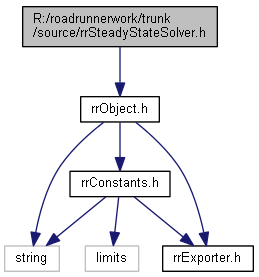 R:/roadrunnerwork/trunk
/source/rrSteadyStateSolver.h
rrObject.h
rrConstants.h
string
limits
rrExporter.h